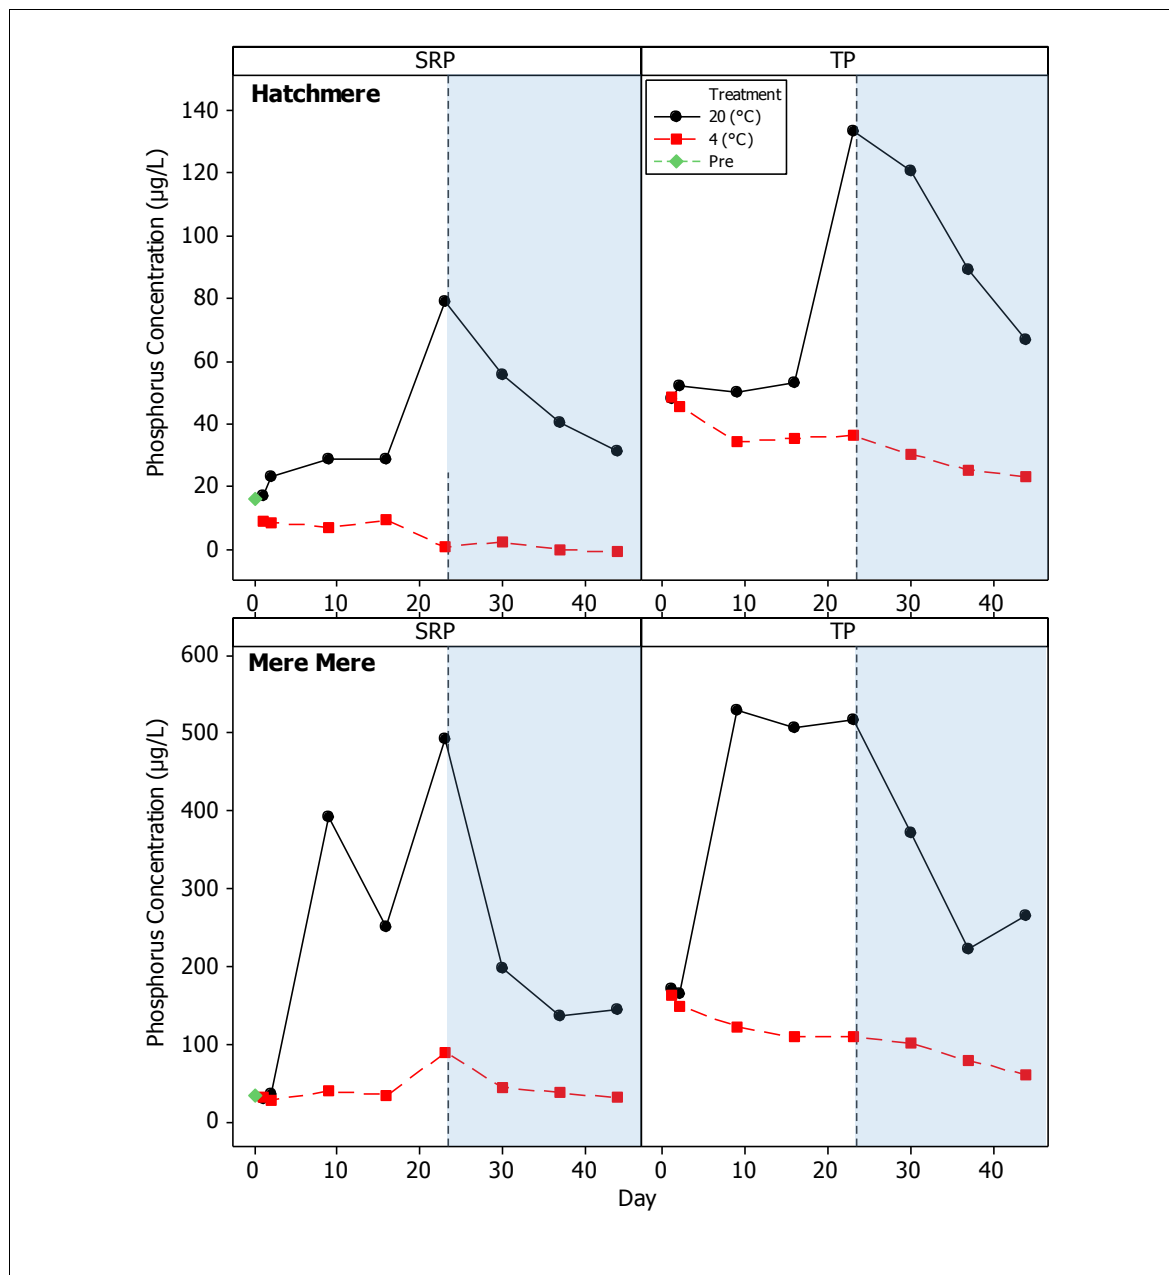 SRP TP
Hatchmere
Treatment
20 (°C)
4 (°C)
Pre
Phosphorus Concentration (µg/L)
140
120
100
80
60
40
20
0
0 10 20 30 40 0 10 20 30 40
SRP TP
Mere Mere
Phosphorus Concentration (µg/L)
600
500
400
300
200
100
0
0 10 20 30 40 0 10 20 30 40
Day